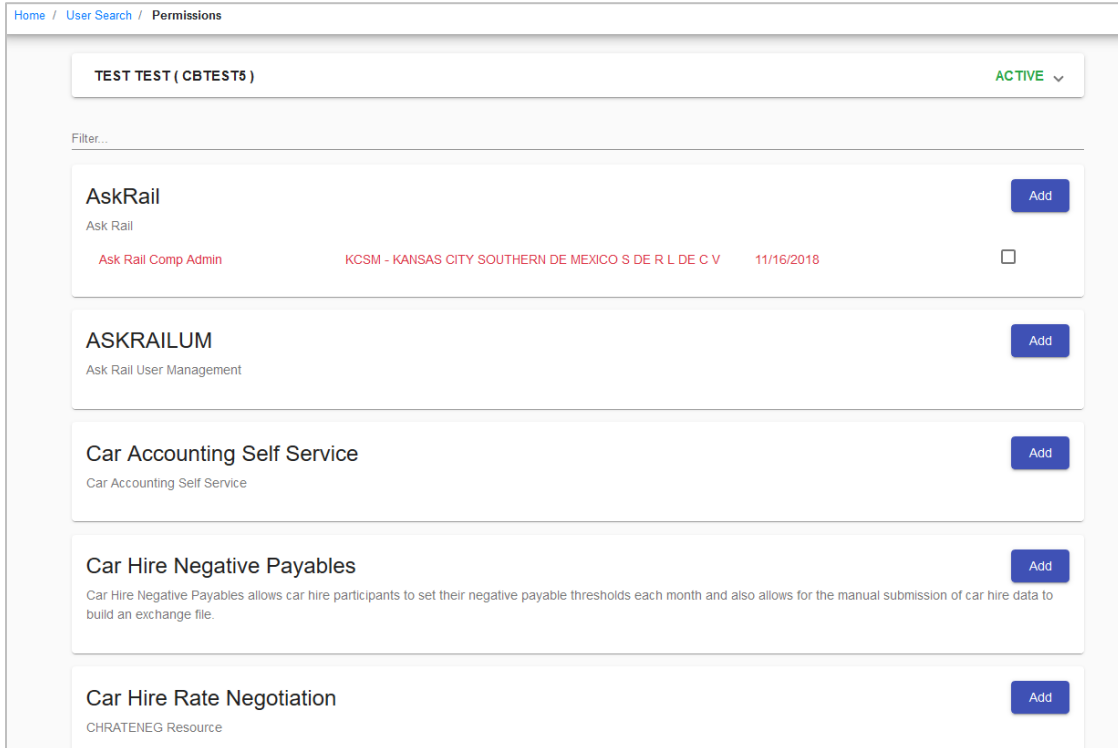 Home / User Search / Permissions
TEST TEST ( CBTEST5 ) ACTIVE
Filter...
AskRail Add
Ask Rail
Ask Rail Comp Admin KCSM - KANSAS CITY SOUTHERN DE MEXICO S DE R L DE C V 11/16/2018
ASKRAILUM Add
Ask Rail User Management
Car Accounting Self Service Add
Car Accounting Self Service
Car Hire Negative Payables Add
Car Hire Negative Payables allows car hire participants to set their negative payable thresholds each month and also allows for the manual submission of car hire data to
build an exchange file.
Car Hire Rate Negotiation Add
CHRATENEG Resource